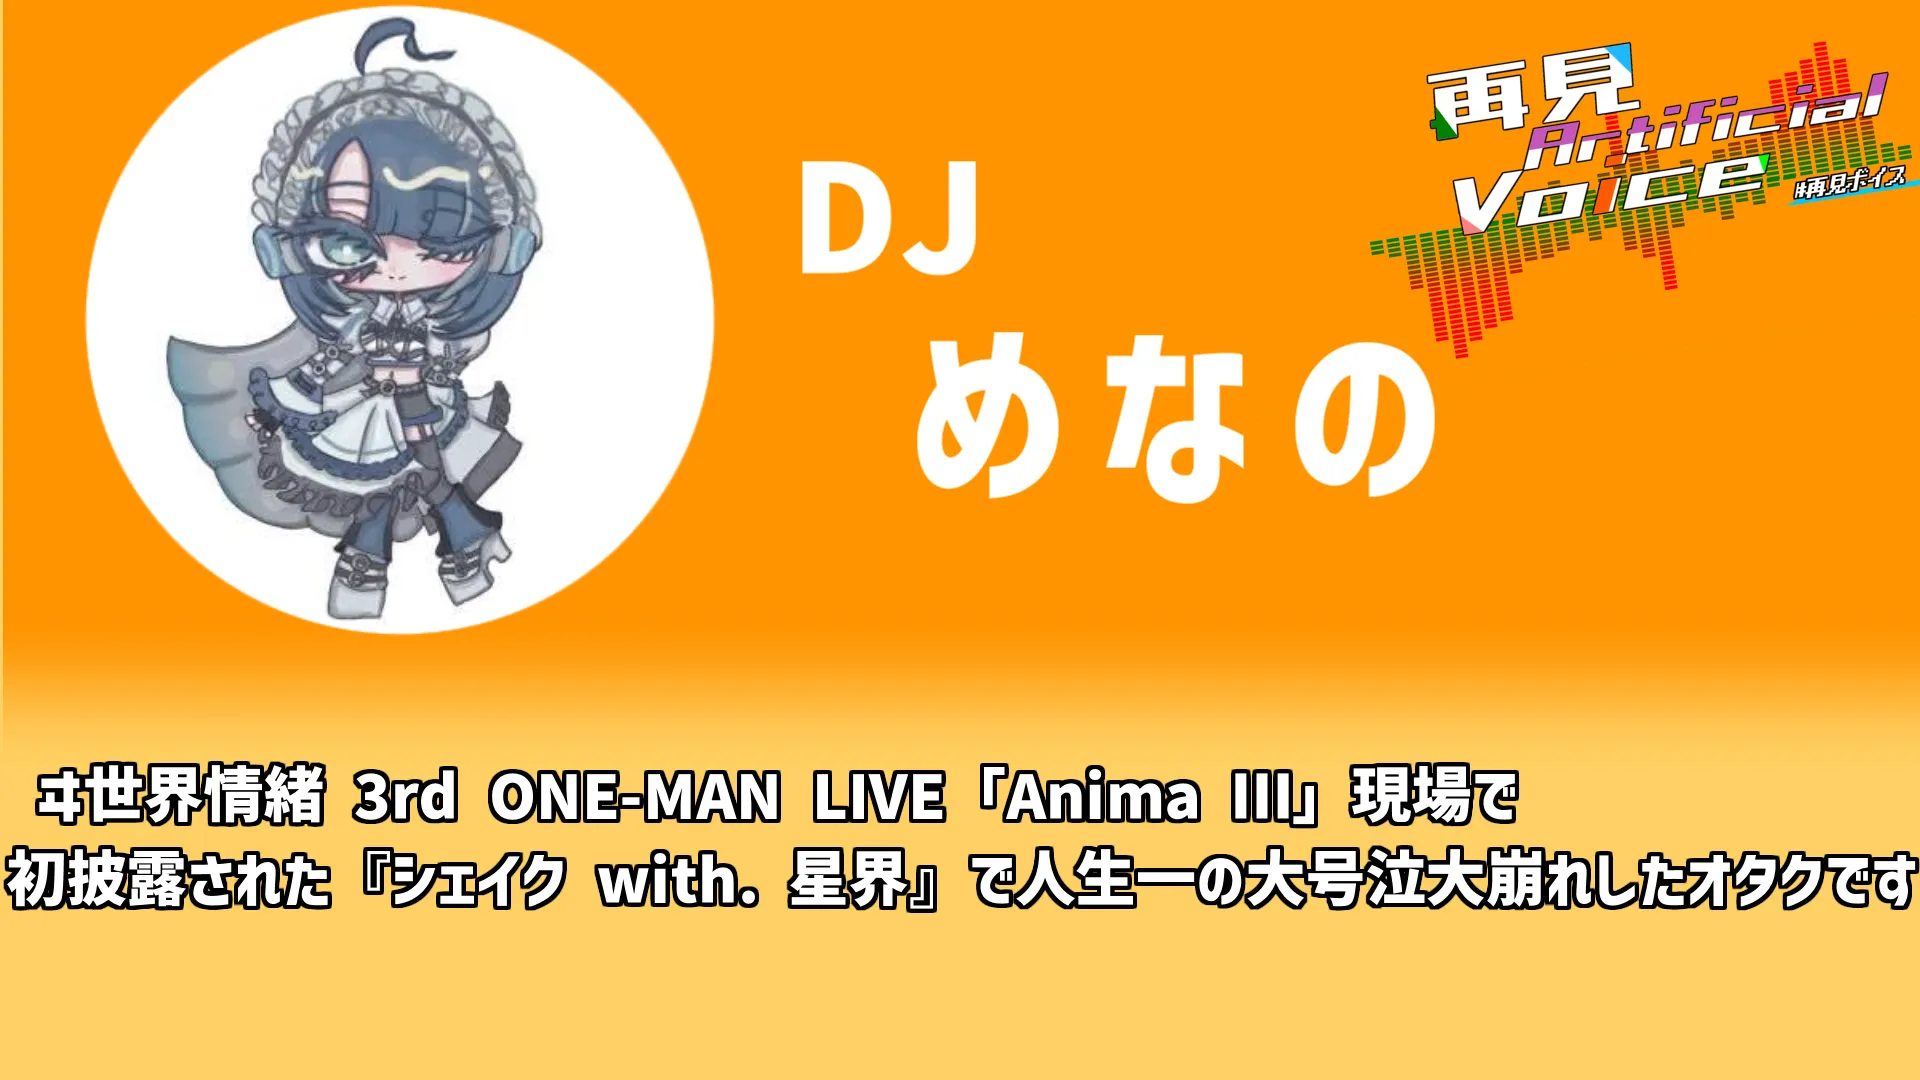 再見
Artificial
Voice
#再見ボイス
DJ
めなの
ヰ世界情緒 3rd ONE-MAN LIVE「Anima III」現場で
初披露された『シェイク with. 星界』で人生一の大号泣大崩れしたオタクです